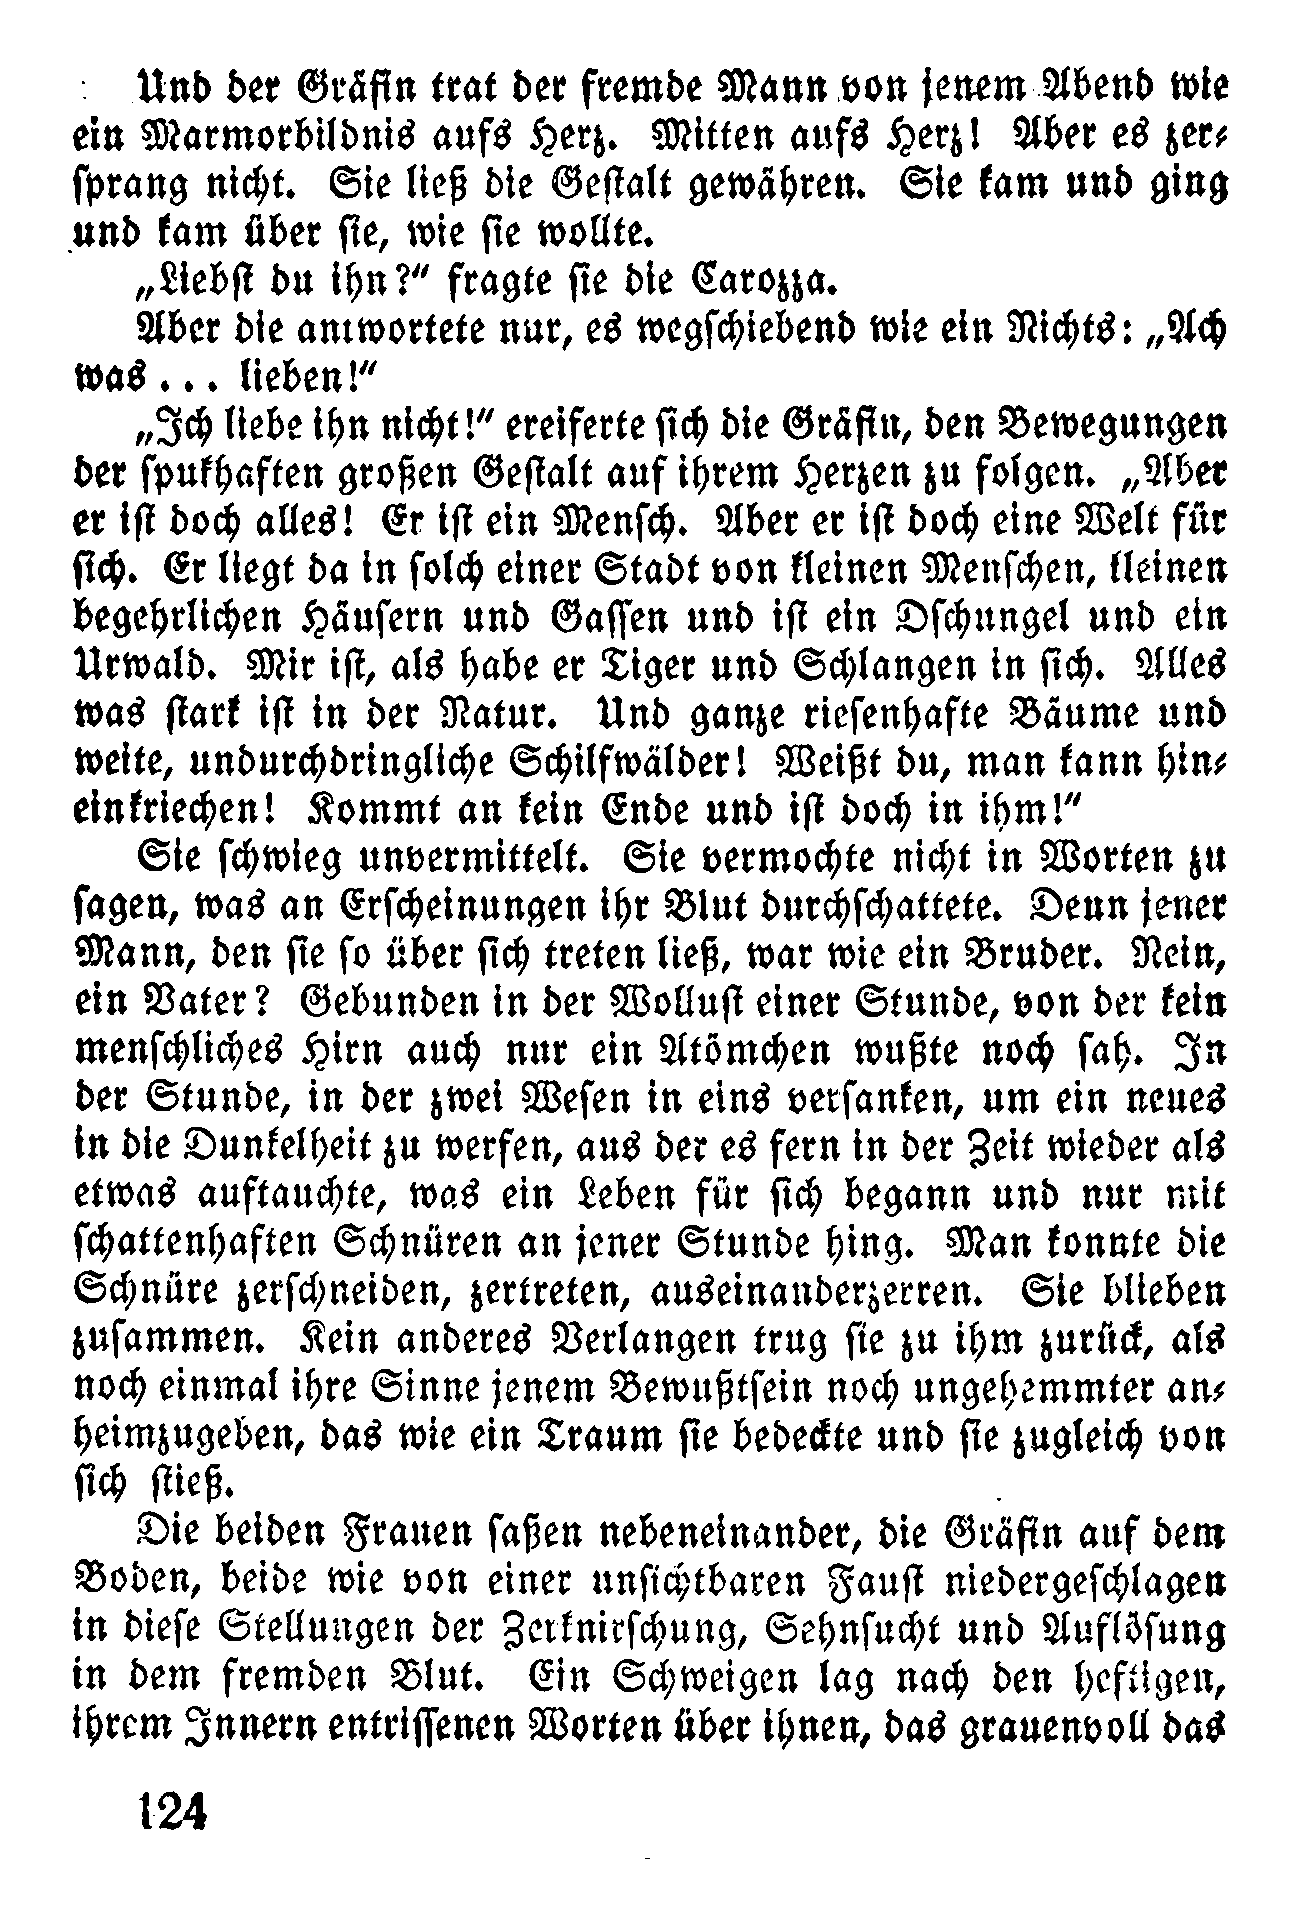 Und der Gräfin trat der fremde Mann von jenem Abend wie
ein Marmorbildnis aufs Herz. Mitten aufs Herz! Aber es zer-
sprang nicht. Sie ließ die Gestalt gewähren. Sie kam und ging
und kam über sie, wie sie wollte.
„Liebst du ihn?“ fragte sie die Carozza.
Aber die antwortete nur, es wegschiebend wie ein Nichts: „Ach
was . . . lieben!“
„Ich liebe ihn nicht!“ ereiferte sich die Gräfin, den Bewegungen
der spukhaften großen Gestalt auf ihrem Herzen zu folgen. „Aber
er ist doch alles! Er ist ein Mensch. Aber er ist doch eine Welt für
sich. Er liegt da in solch einer Stadt von kleinen Menschen, kleinen
begehrlichen Häusern und Gassen und ist ein Dschungel und ein
Urwald. Mir ist, als habe er Tiger und Schlangen in sich. Alles
was stark ist in der Natur. Und ganze riesenhafte Bäume und
weite, undurchdringliche Schilfwälder! Weißt du, man kann hin-
einkriechen! Kommt an kein Ende und ist doch in ihm!“
Sie schwieg unvermittelt. Sie vermochte nicht in Worten zu
sagen, was an Erscheinungen ihr Blut durchschattete. Denn jener
Mann, den sie so über sich treten ließ, war wie ein Bruder. Nein,
ein Vater? Gebunden in der Wollust einer Stunde, von der kein
menschliches Hirn auch nur ein Atömchen wußte noch sah. In
der Stunde, in der zwei Wesen in eins versanken, um ein neues
in die Dunkelheit zu werfen, aus der es fern in der Zeit wieder als
etwas auftauchte, was ein Leben für sich begann und nur mit
schattenhaften Schnüren an jener Stunde hing. Man konnte die
Schnüre zerschneiden, zertreten, auseinanderzerren. Sie blieben
zusammen. Kein anderes Verlangen trug sie zu ihm zurück, als
noch einmal ihre Sinne jenem Bewußtsein noch ungehemmter an-
heimzugeben, das wie ein Traum sie bedeckte und sie zugleich von
sich stieß.
Die beiden Frauen saßen nebeneinander, die Gräfin auf dem
Boden, beide wie von einer unsichtbaren Faust niedergeschlagen
in diese Stellungen der Zerknirschung, Sehnsucht und Auflösung
in dem fremden Blut. Ein Schweigen lag nach den heftigen,
ihrem Innern entrissenen Worten über ihnen, das grauenvoll das
124